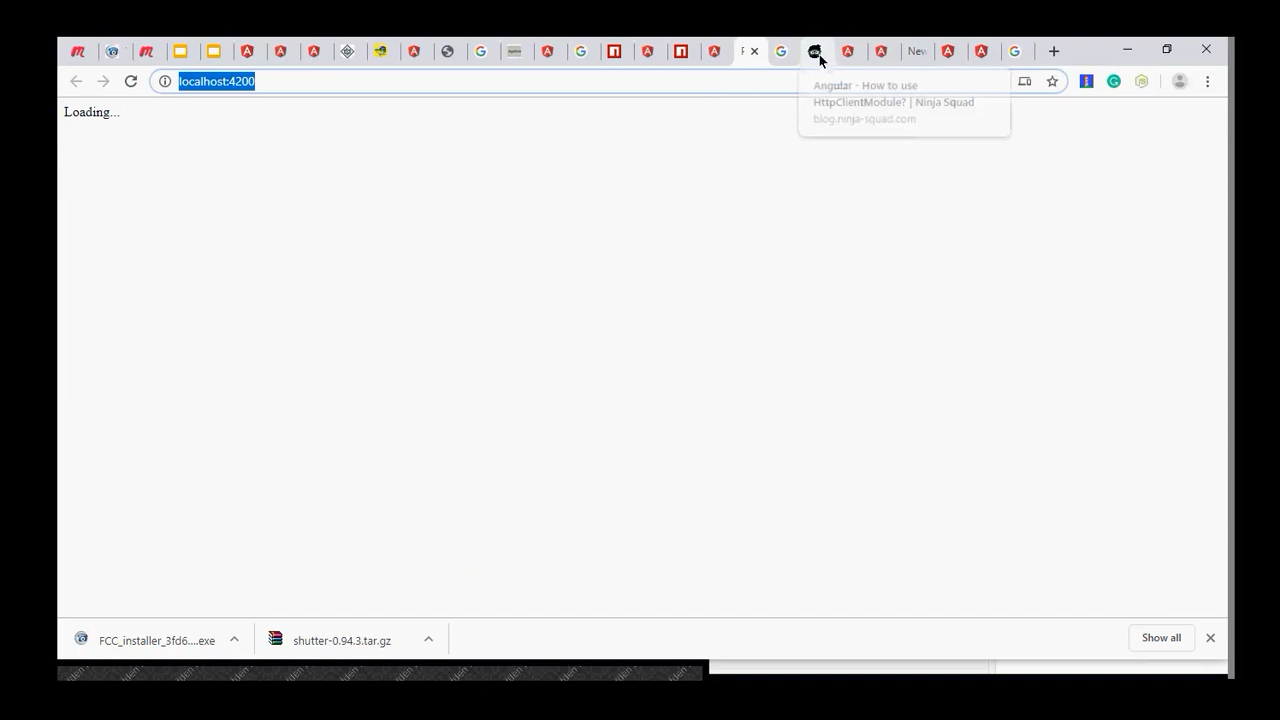 New
localhost:4200
Loading...
Angular - How to use
HttpClientModule? | Ninja Squad
blog.ninja-squad.com
FCC_installer_3fd6....exe
shutter-0.94.3.tar.gz
Show all